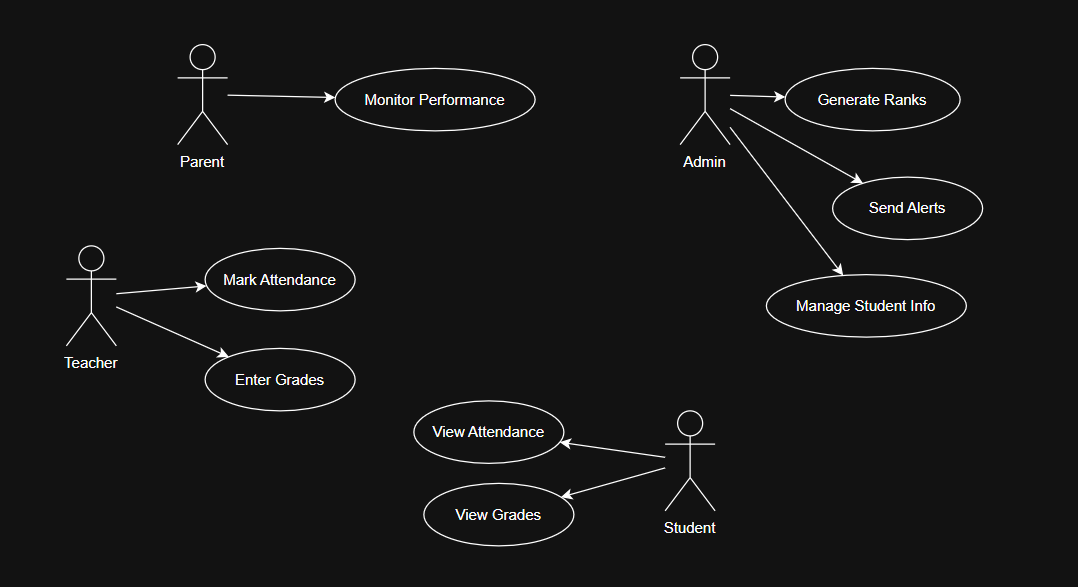 Monitor Performance
Parent
Generate Ranks
Admin
Send Alerts
Manage Student Info
Mark Attendance
Teacher
Enter Grades
View Attendance
View Grades
Student